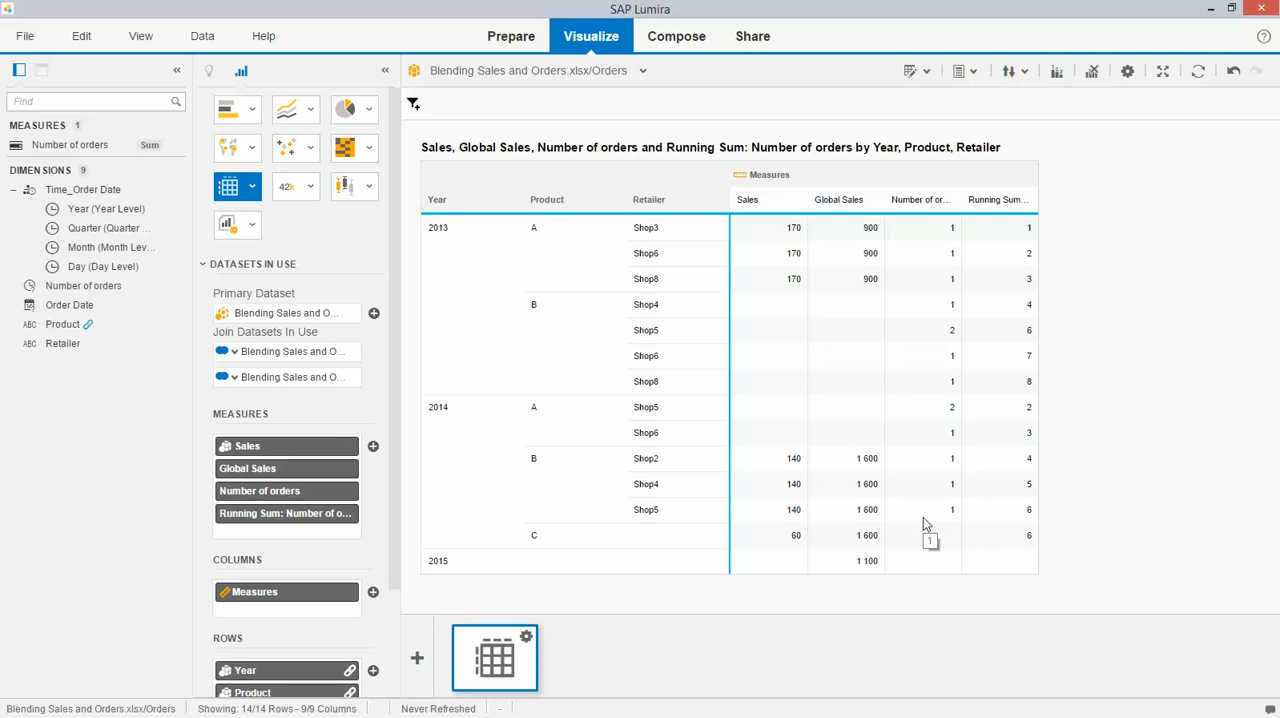 SAP Lumira
File Edit View Data Help Prepare Visualize Compose Share
Blending Sales and Orders.xlsx/Orders
Find
MEASURES 1
Number of orders Sum
DIMENSIONS 9
Time_Order Date
Year (Year Level)
Quarter (Quarter ...
Month (Month Lev...
Day (Day Level)
Number of orders
ABC Order Date
ABC Product
ABC Retailer
42%
DATASETS IN USE
Primary Dataset
Blending Sales and O...
Join Datasets In Use
Blending Sales and O...
Blending Sales and O...
MEASURES
Sales
Global Sales
Number of orders
Running Sum: Number of o...
COLUMNS
Measures
ROWS
Year
Product
Sales, Global Sales, Number of orders and Running Sum: Number of orders by Year, Product, Retailer
Measures
Year Product Retailer Sales Global Sales Number of or... Running Sum...
2013 A Shop3 170 900 1 1
Shop6 170 900 1 2
Shop8 170 900 1 3
B Shop4 1 4
Shop5 2 6
Shop6 1 7
Shop8 1 8
2014 A Shop5 2 2
Shop6 1 3
B Shop2 140 1 600 1 4
Shop4 140 1 600 1 5
Shop5 140 1 600 1 6
C 60 1 600 6
1
2015 1 100
Blending Sales and Orders.xlsx/Orders Showing: 14/14 Rows - 9/9 Columns Never Refreshed -